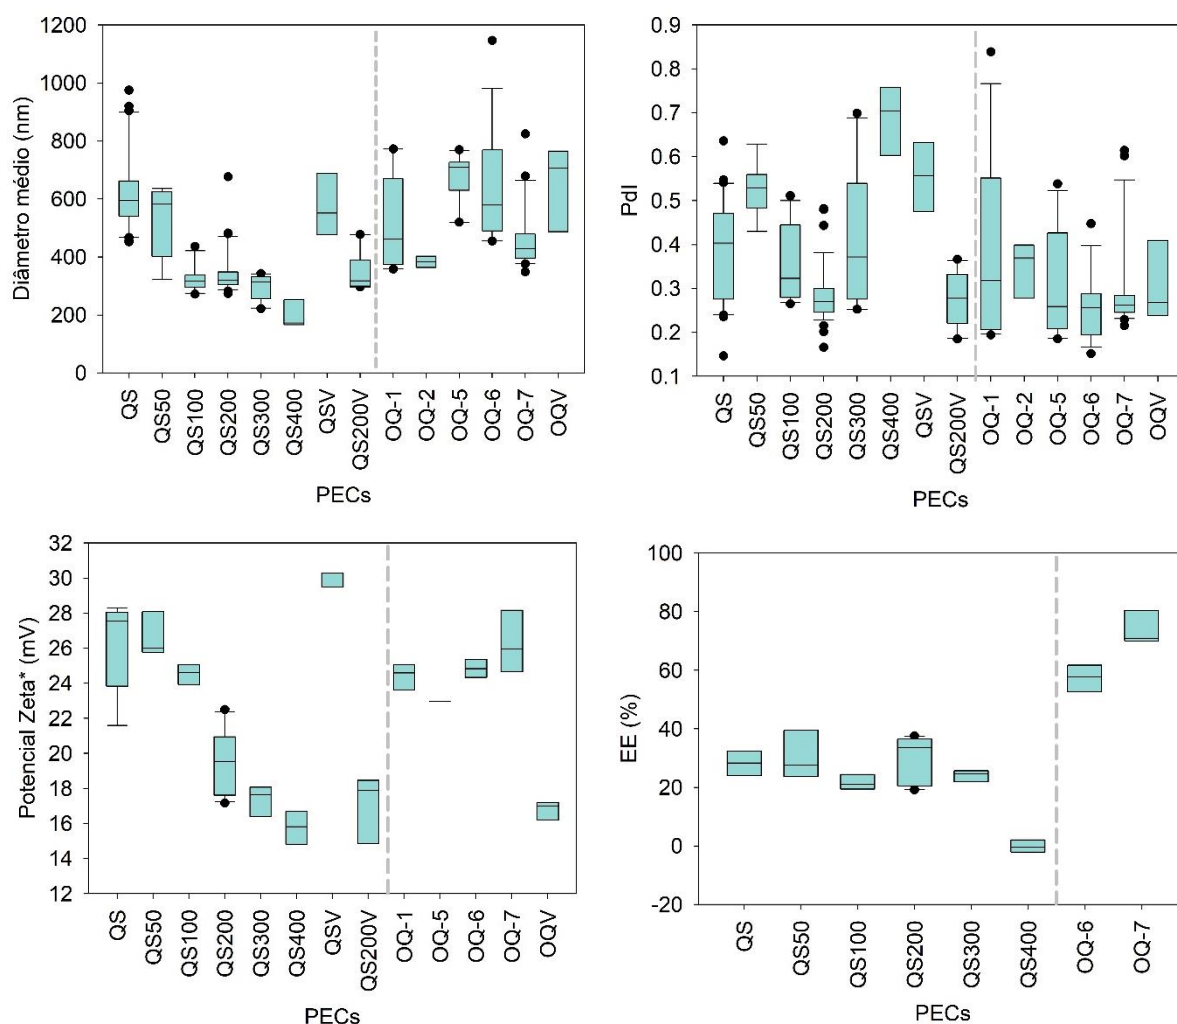 Diâmetro médio (nm)
1200
1000
800
600
400
200
0
QS
QS50
QS100
QS200
QS300
QS400
QSV
QS200V
OQ-1
OQ-2
OQ-5
OQ-6
OQ-7
OQV
PECs
PdI
0.9
0.8
0.7
0.6
0.5
0.4
0.3
0.2
0.1
QS
QS50
QS100
QS200
QS300
QS400
QSV
QS200V
OQ-1
OQ-2
OQ-5
OQ-6
OQ-7
OQV
PECs
Potencial Zeta* (mV)
32
30
28
26
24
22
20
18
16
14
12
QS
QS50
QS100
QS200
QS300
QS400
QSV
QS200V
OQ-1
OQ-5
OQ-6
OQ-7
OQV
PECs
EE (%)
100
80
60
40
20
0
-20
QS
QS50
QS100
QS200
QS300
QS400
OQ-6
OQ-7
PECs